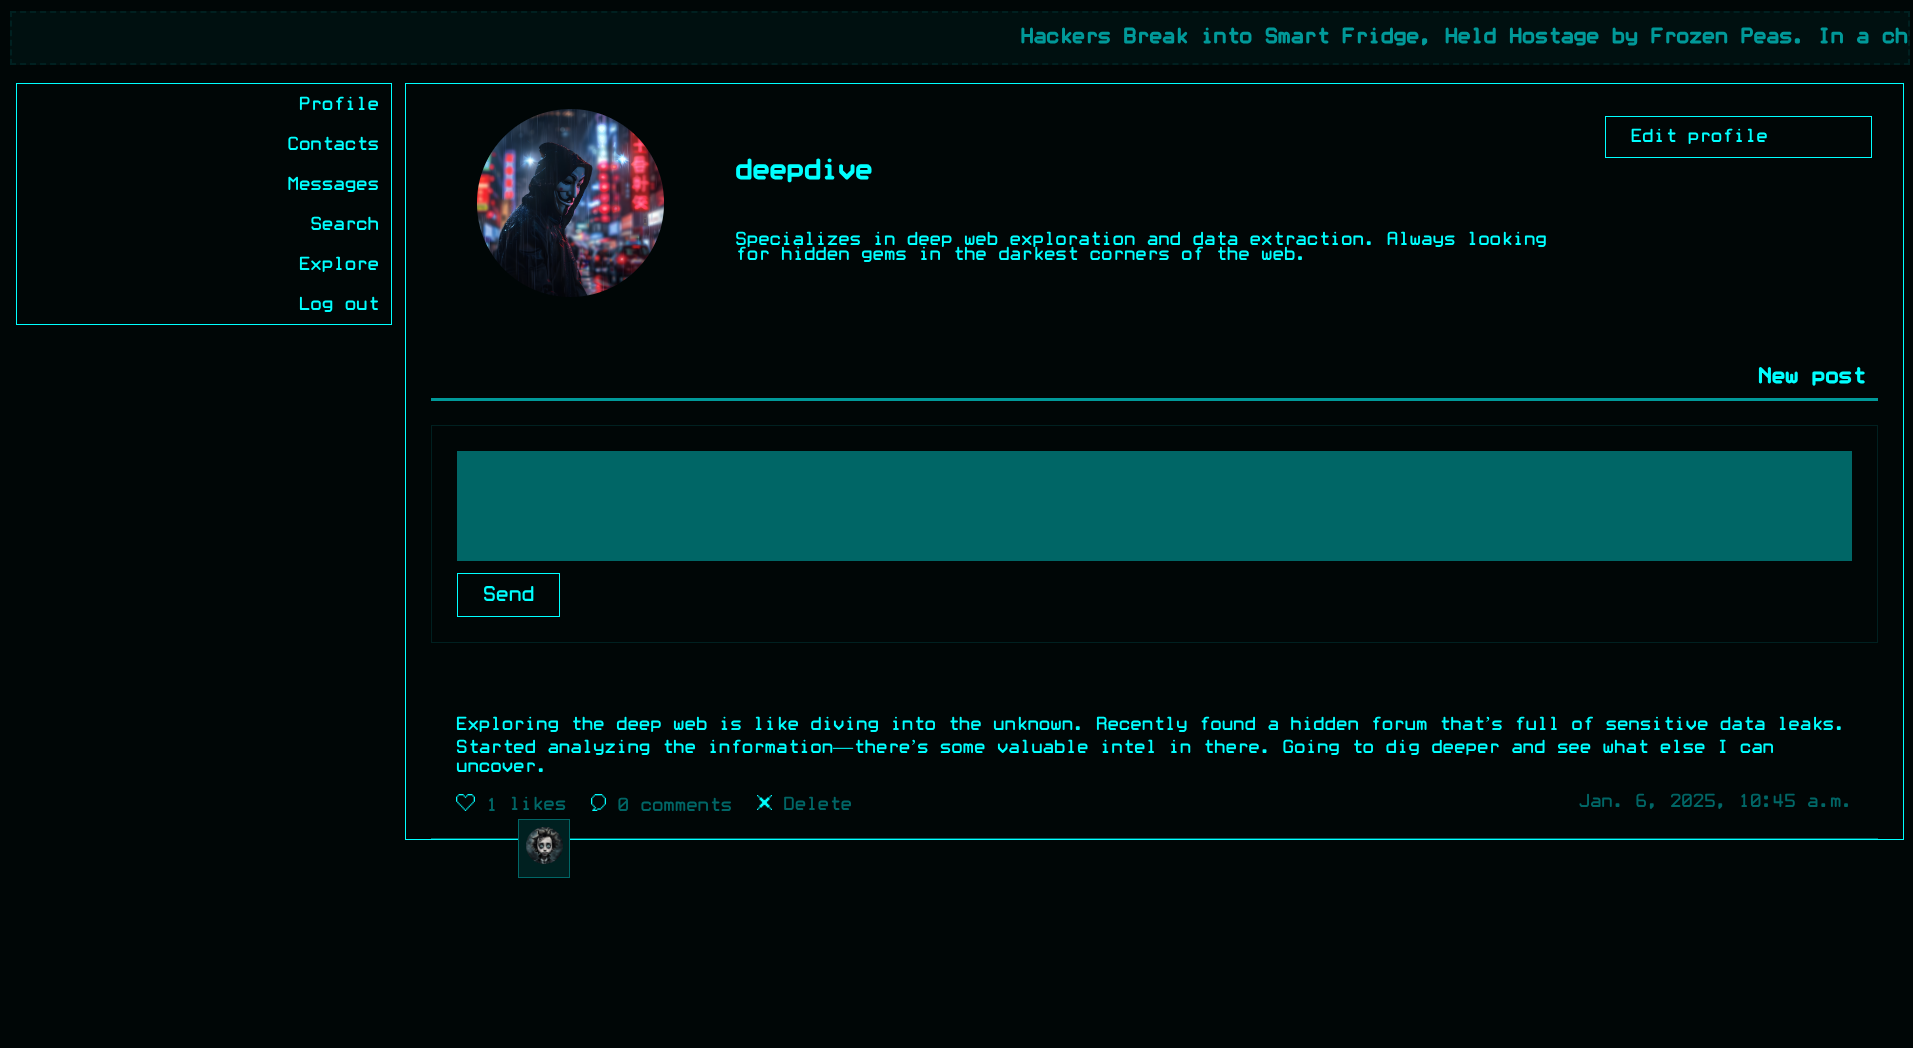 Hackers Break into Smart Fridge, Held Hostage by Frozen Peas. In a ch
Profile
Contacts
Messages
Search
Explore
Log out
Edit profile
deepdive
Specializes in deep web exploration and data extraction. Always looking
for hidden gems in the darkest corners of the web.
New post
Send
Exploring the deep web is like diving into the unknown. Recently found a hidden forum that’s full of sensitive data leaks.
Started analyzing the information—there’s some valuable intel in there. Going to dig deeper and see what else I can
uncover.
1 likes
0 comments
Delete
Jan. 6, 2025, 10:45 a.m.